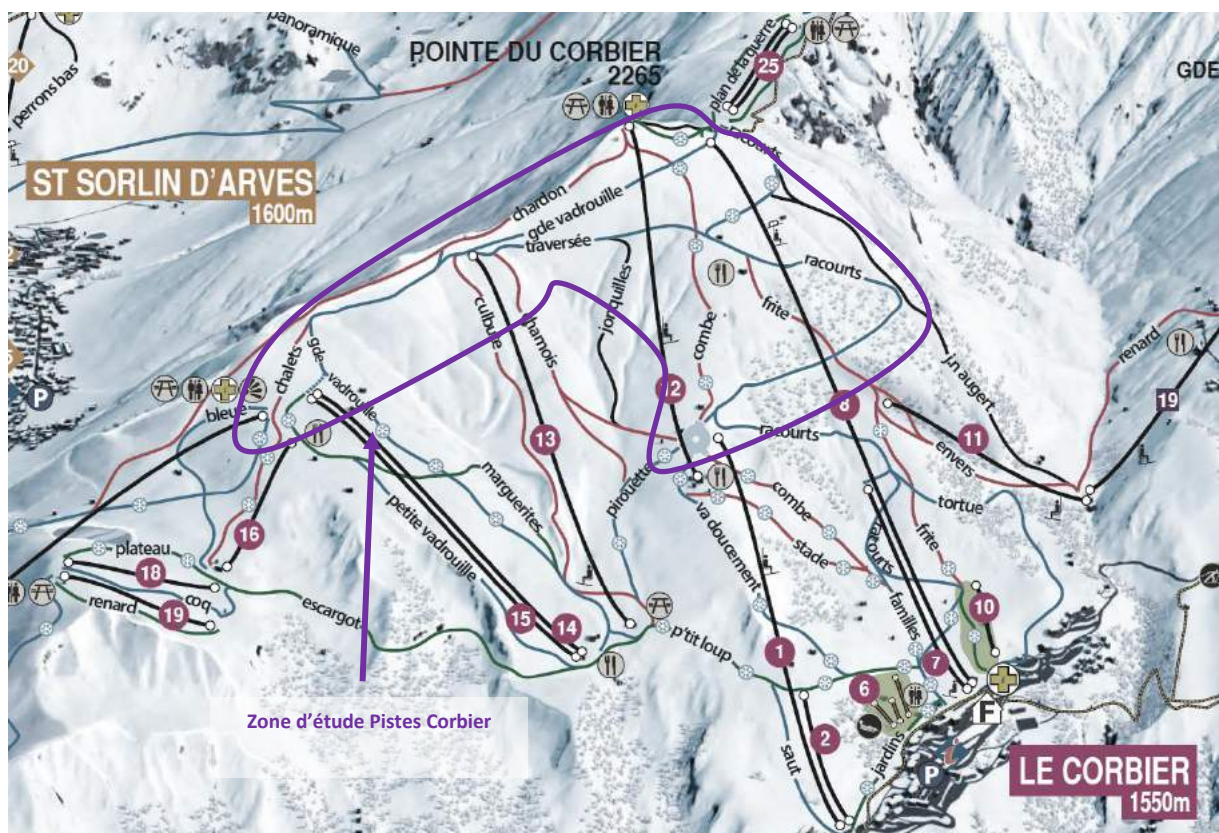 panoramique
20
perrons bas
POINTE DU CORBIER
2265
plan de la guerre
25
GDE
ST SORLIN D'ARVES
1600m
chardon
gde vadrouille
traversée
racourts
culbute
chamois
jonquilles
combe
frite
j.n augert
renard
19
P
bleue
chalets
gde vadrouille
12
8
11
envers
13
racourts
pirouette
marguerites
petite vadrouille
combe
stade
va doucement
tortue
racourts
frite
familles
16
plateau
18
coq
renard
19
escargot
15
14
p'tit loup
1
10
7
6
2
saut
jardins
F
P
Zone d'étude Pistes Corbier
LE CORBIER
1550m